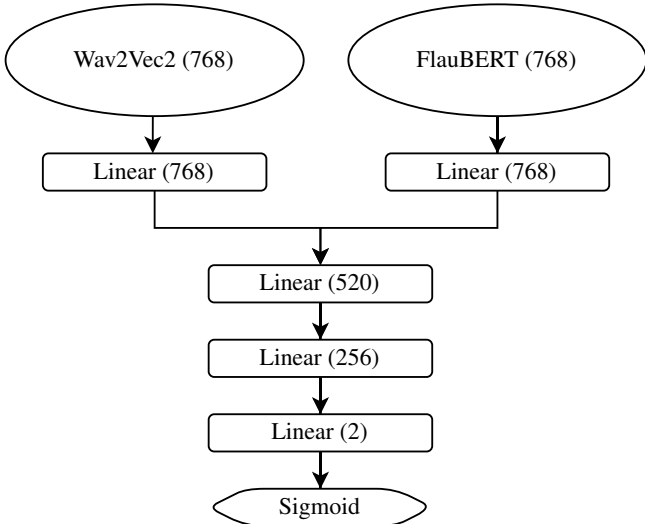 Wav2Vec2 (768)
FlauBERT (768)
Linear (768)
Linear (768)
Linear (520)
Linear (256)
Linear (2)
Sigmoid